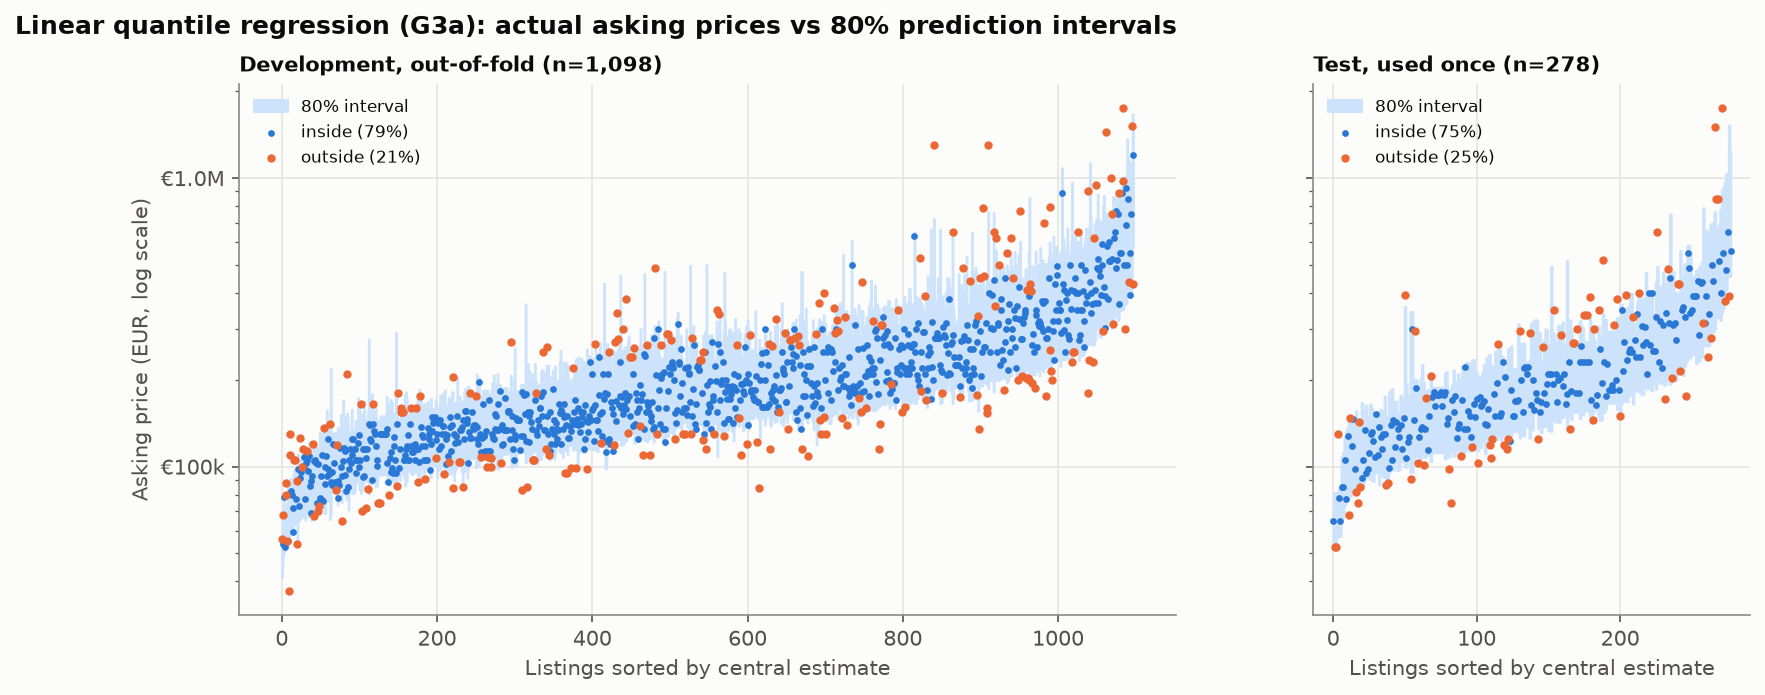 Linear quantile regression (G3a): actual asking prices vs 80% prediction intervals
Development, out-of-fold (n=1,098)
80% interval
inside (79%)
outside (21%)
€1.0M
€100k
Asking price (EUR, log scale)
0 200 400 600 800 1000
Listings sorted by central estimate
Test, used once (n=278)
80% interval
inside (75%)
outside (25%)
0 100 200
Listings sorted by central estimate